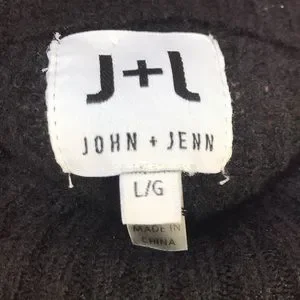 J+J
JOHN + JENN
L/G
MADE IN
CHINA